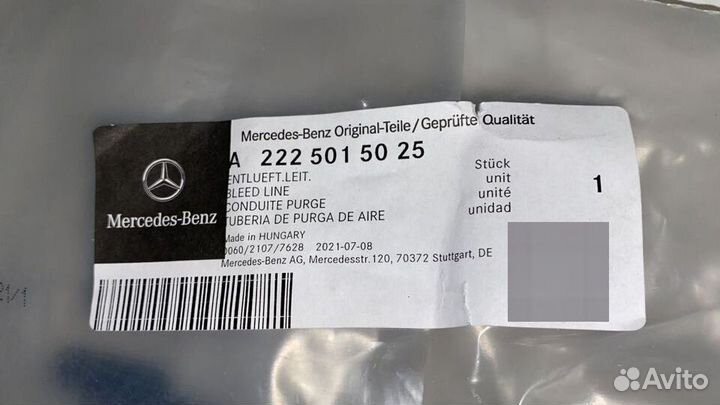 Mercedes-Benz Original-Teile/Geprüfte Qualität
A 222 501 50 25
ENTLUEFT.LEIT.
BLEED LINE
CONDUITE PURGE
TUBERIA DE PURGA DE AIRE
Stück
unit
unité
unidad
1
Made in HUNGARY
0060/2107/7628 2021-07-08
Mercedes-Benz AG, Mercedesstr.120, 70372 Stuttgart, DE
Mercedes-Benz
Avito